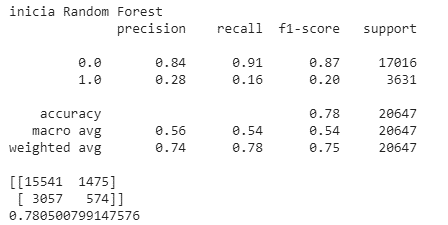 inicia Random Forest
precision recall f1-score support
0.0 0.84 0.91 0.87 17016
1.0 0.28 0.16 0.20 3631
accuracy 0.78 20647
macro avg 0.56 0.54 0.54 20647
weighted avg 0.74 0.78 0.75 20647
[[15541 1475]
[ 3057 574]]
0.780500799147576